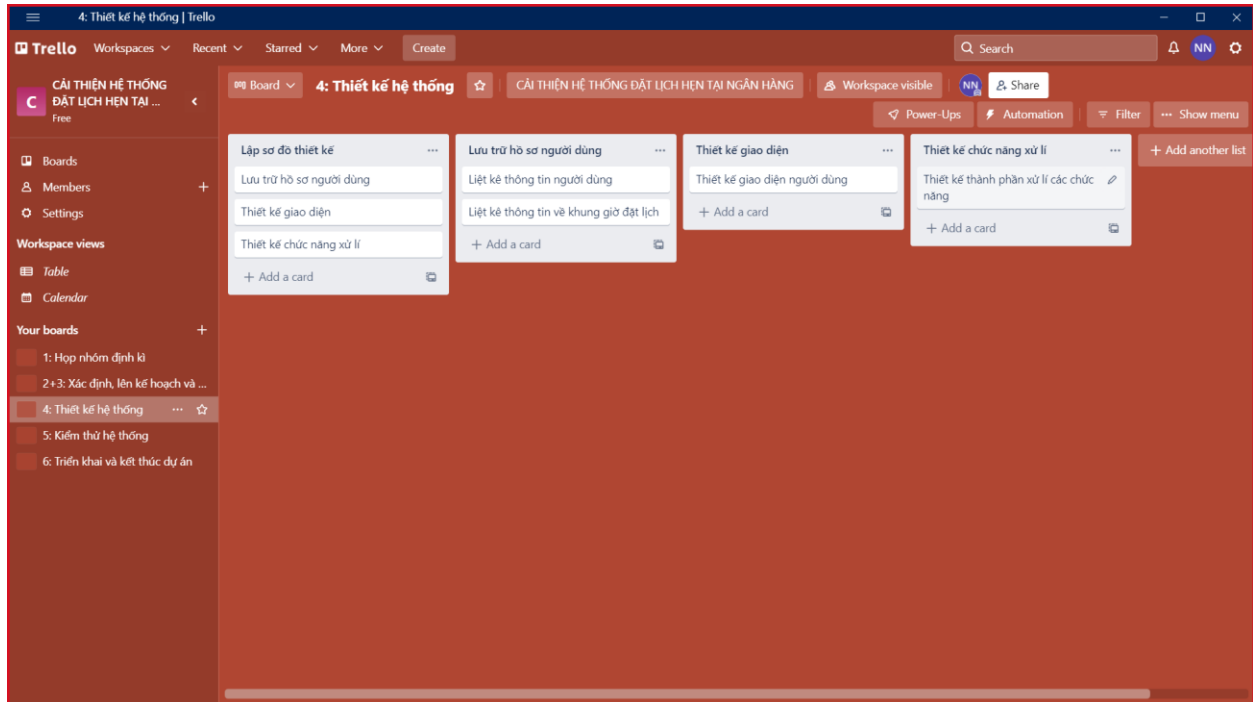 4: Thiết kế hệ thống | Trello
Trello Workspaces Recent Starred More Create Search NN
C
CẢI THIỆN HỆ THỐNG
ĐẶT LỊCH HẸN TẠI ...
Free
Boards
Members
Settings
Workspace views
Table
Calendar
Your boards
1: Họp nhóm định kì
2+3: Xác định, lên kế hoạch và ...
4: Thiết kế hệ thống
5: Kiểm thử hệ thống
6: Triển khai và kết thúc dự án
Board 4: Thiết kế hệ thống CẢI THIỆN HỆ THỐNG ĐẶT LỊCH HẸN TẠI NGÂN HÀNG Workspace visible NN Share
Power-Ups Automation Filter Show menu
Lập sơ đồ thiết kế
Lưu trữ hồ sơ người dùng
Thiết kế giao diện
Thiết kế chức năng xử lí
+ Add a card
Lưu trữ hồ sơ người dùng
Liệt kê thông tin người dùng
Liệt kê thông tin về khung giờ đặt lịch
+ Add a card
Thiết kế giao diện
Thiết kế giao diện người dùng
+ Add a card
Thiết kế chức năng xử lí
Thiết kế thành phần xử lí các chức
năng
+ Add a card
+ Add another list